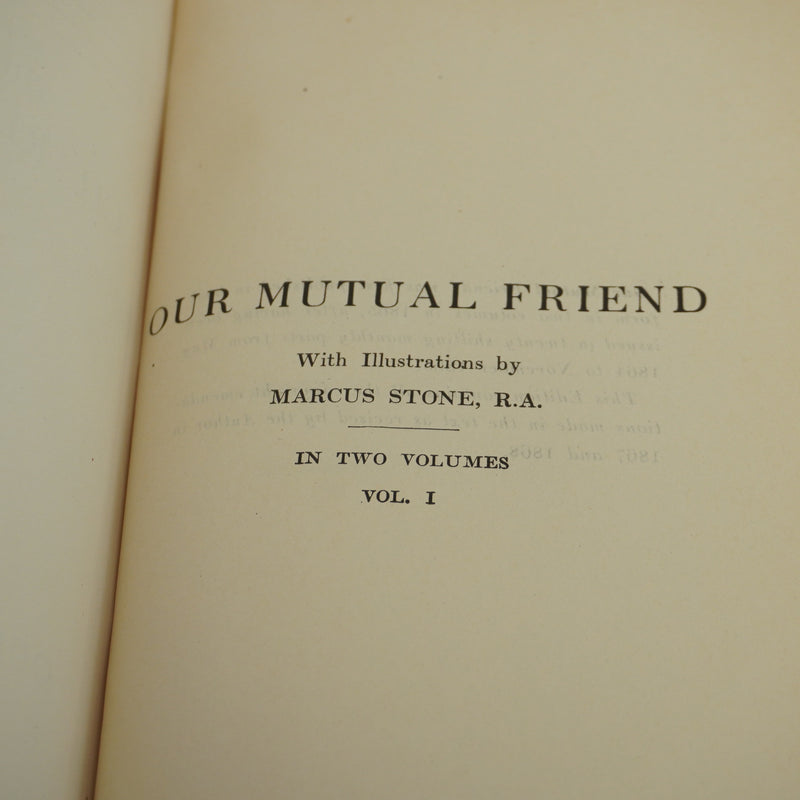 OUR MUTUAL FRIEND
With Illustrations by
MARCUS STONE, R.A.
IN TWO VOLUMES
VOL. I